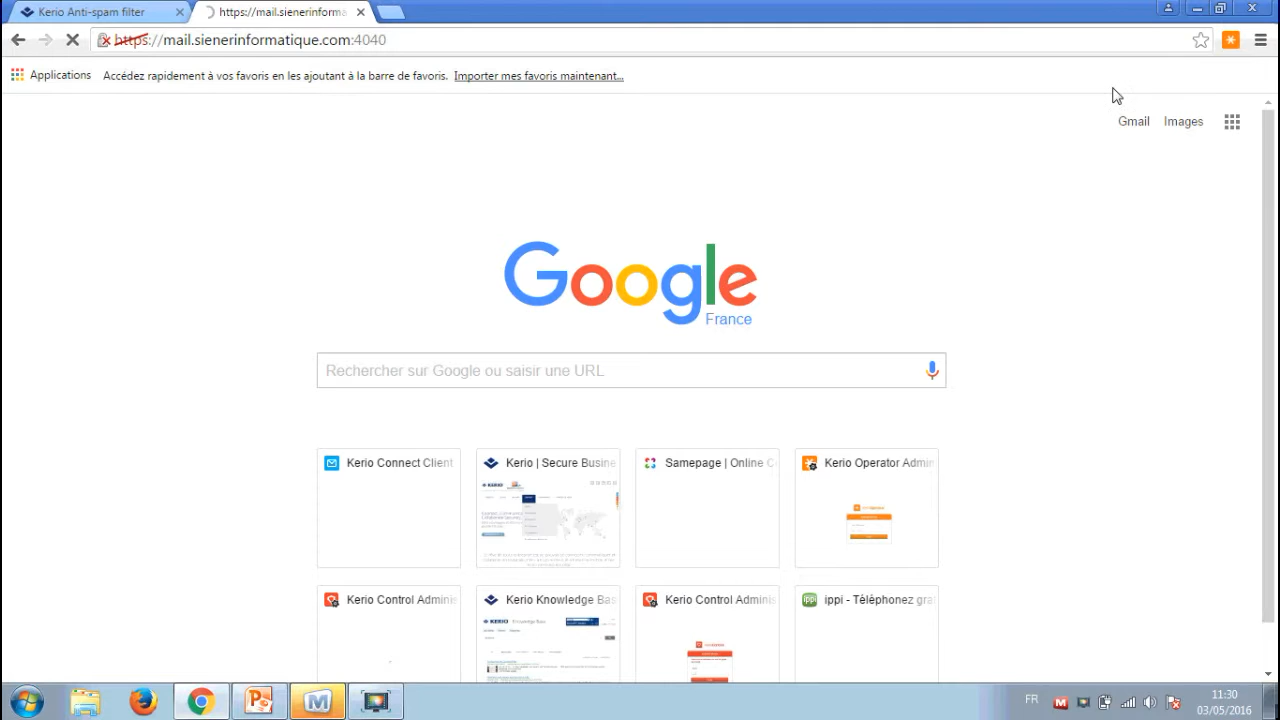 Kerio Anti-spam filter
https://mail.sienerinforma
https://mail.sienerinformatique.com:4040
Applications
Accédez rapidement à vos favoris en les ajoutant à la barre de favoris. Importer mes favoris maintenant...
Gmail
Images
Google
France
Rechercher sur Google ou saisir une URL
Kerio Connect Client
Kerio | Secure Busine
Samepage | Online C
Kerio Operator Admin
KERIO
Kerio Control Adminis
Kerio Knowledge Bas
Kerio Control Adminis
ippi - Téléphonez gra
KERIO
FR
11:30
03/05/2016